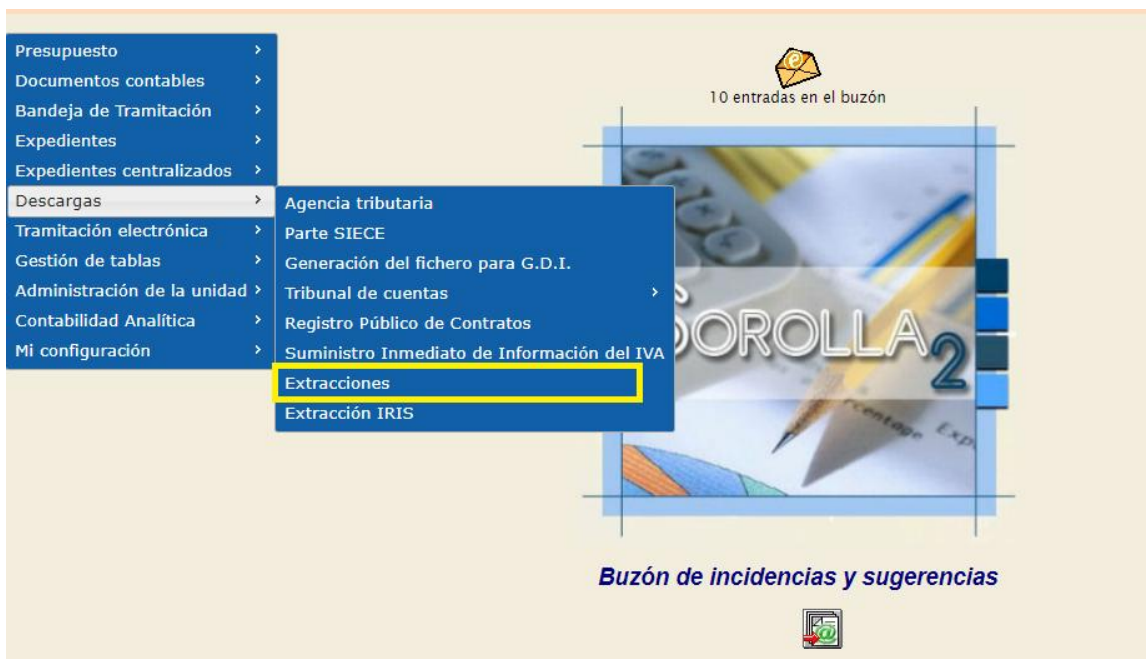 Presupuesto
Documentos contables
Bandeja de Tramitación
Expedientes
Expedientes centralizados
Descargas
Tramitación electrónica
Gestión de tablas
Administración de la unidad
Contabilidad Analítica
Mi configuración
Agencia tributaria
Parte SIECE
Generación del fichero para G.D.I.
Tribunal de cuentas
Registro Público de Contratos
Suministro Inmediato de Información del IVA
Extracciones
Extracción IRIS
10 entradas en el buzón
SOROLLA2
Buzón de incidencias y sugerencias